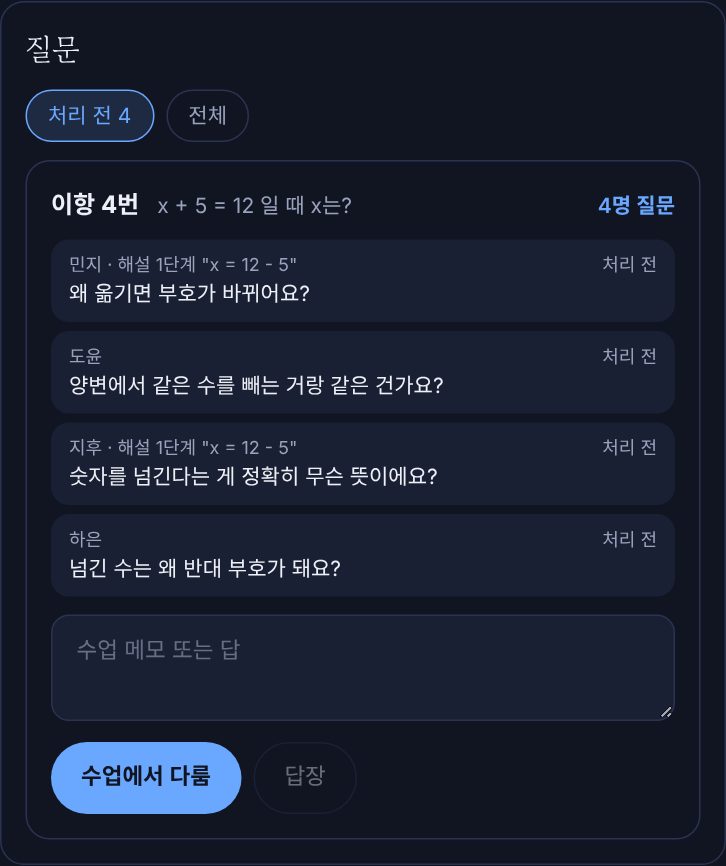 질문
처리 전 4
전체
이항 4번 x + 5 = 12 일 때 x는?
4명 질문
민지 · 해설 1단계 "x = 12 - 5"
처리 전
왜 옮기면 부호가 바뀌어요?
도윤
처리 전
양변에서 같은 수를 빼는 거랑 같은 건가요?
지후 · 해설 1단계 "x = 12 - 5"
처리 전
숫자를 넘긴다는 게 정확히 무슨 뜻이에요?
하은
처리 전
넘긴 수는 왜 반대 부호가 돼요?
수업 메모 또는 답
수업에서 다룸
답장